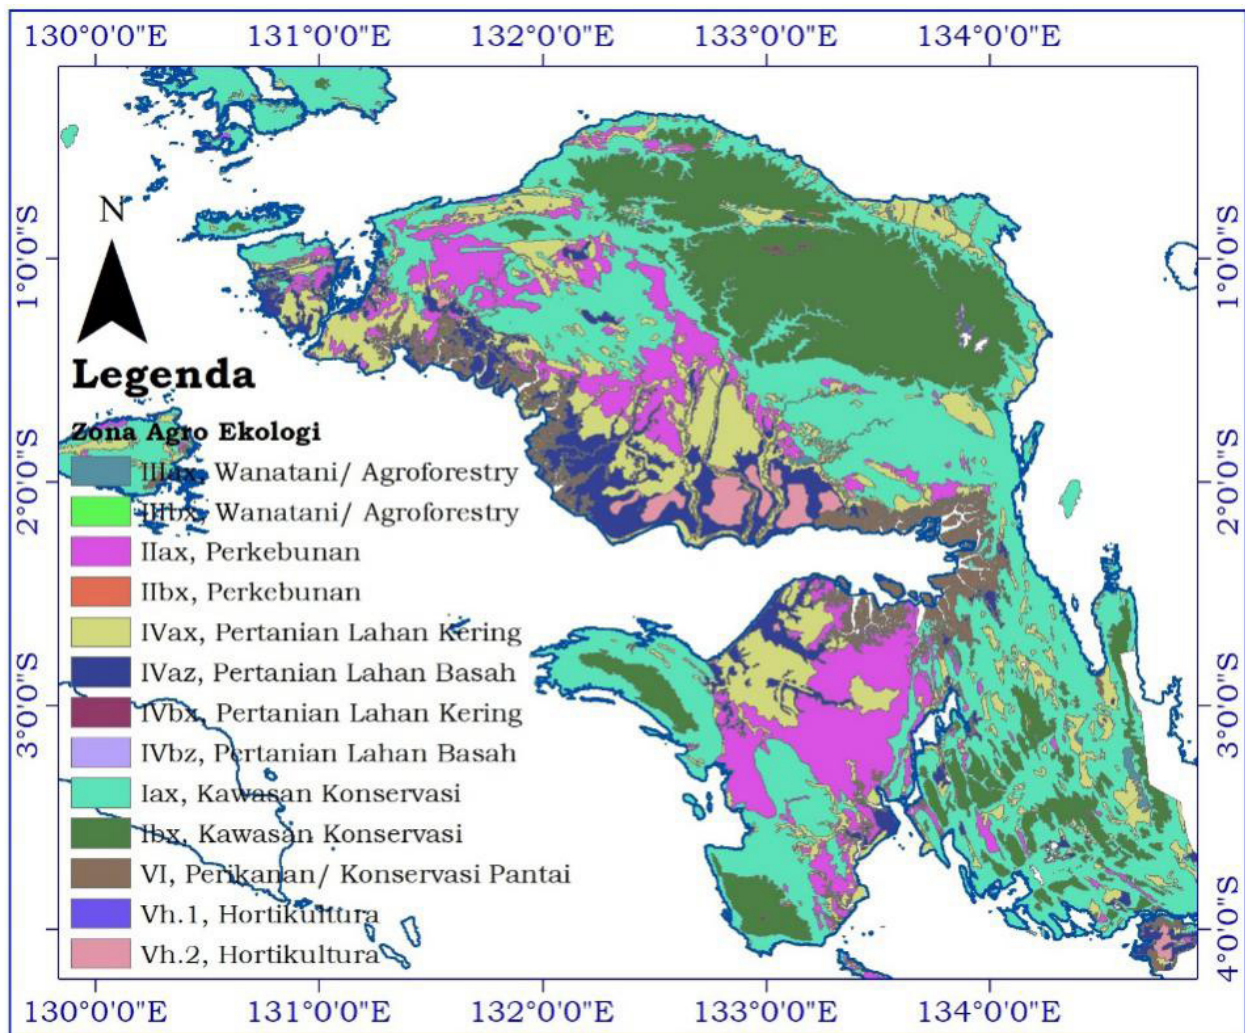 130°0'0"E 131°0'0"E 132°0'0"E 133°0'0"E 134°0'0"E
1°0'0"S
2°0'0"S
3°0'0"S
N
Legenda
Zona Agro Ekologi
IIIax, Wanatani/ Agroforestry
IIIbx, Wanatani/ Agroforestry
IIax, Perkebunan
IIbx, Perkebunan
IVax, Pertanian Lahan Kering
IVaz, Pertanian Lahan Basah
IVbx, Pertanian Lahan Kering
IVbz, Pertanian Lahan Basah
Iax, Kawasan Konservasi
Ibx, Kawasan Konservasi
VI, Perikanan/ Konservasi Pantai
Vh.1, Hortikultura
Vh.2, Hortikultura
1°0'0"S
2°0'0"S
3°0'0"S
4°0'0"S
130°0'0"E 131°0'0"E 132°0'0"E 133°0'0"E 134°0'0"E